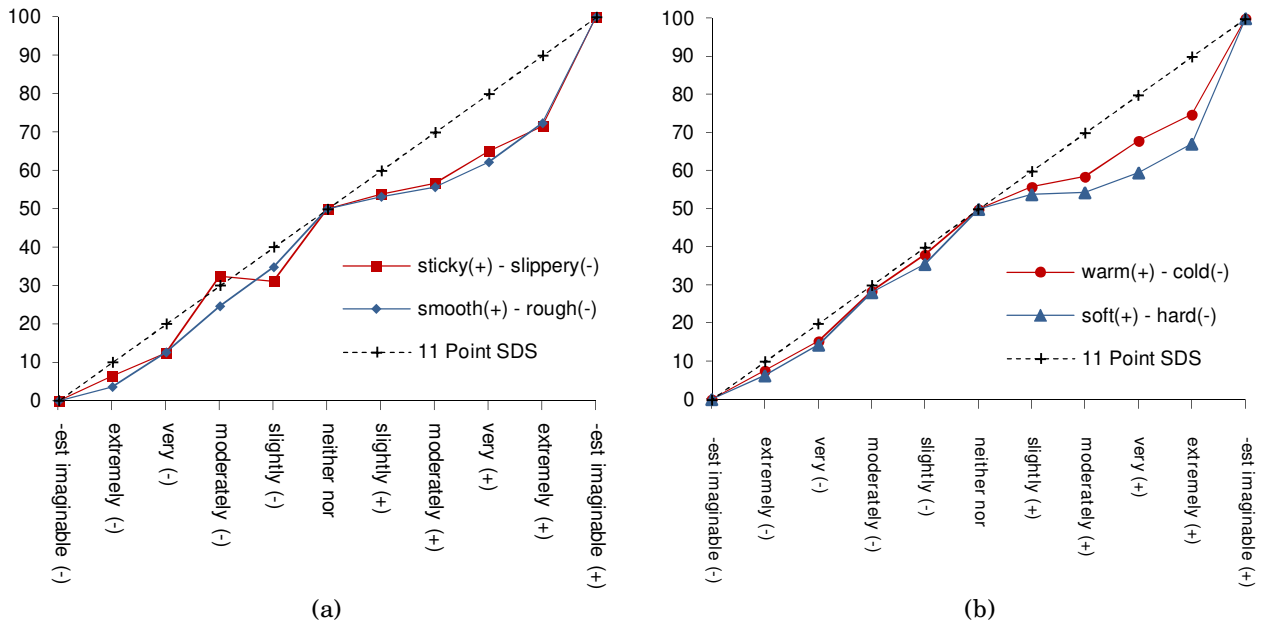 100
90
80
70
60
50
40
30
20
10
0
sticky(+) - slippery(-)
smooth(+) - rough(-)
11 Point SDS
-est imaginable (-)
extremely (-)
very (-)
moderately (-)
slightly (-)
neither nor
slightly (+)
moderately (+)
very (+)
extremely (+)
-est imaginable (+)
(a)
100
90
80
70
60
50
40
30
20
10
0
warm(+) - cold(-)
soft(+) - hard(-)
11 Point SDS
-est imaginable (-)
extremely (-)
very (-)
moderately (-)
slightly (-)
neither nor
slightly (+)
moderately (+)
very (+)
extremely (+)
-est imaginable (+)
(b)